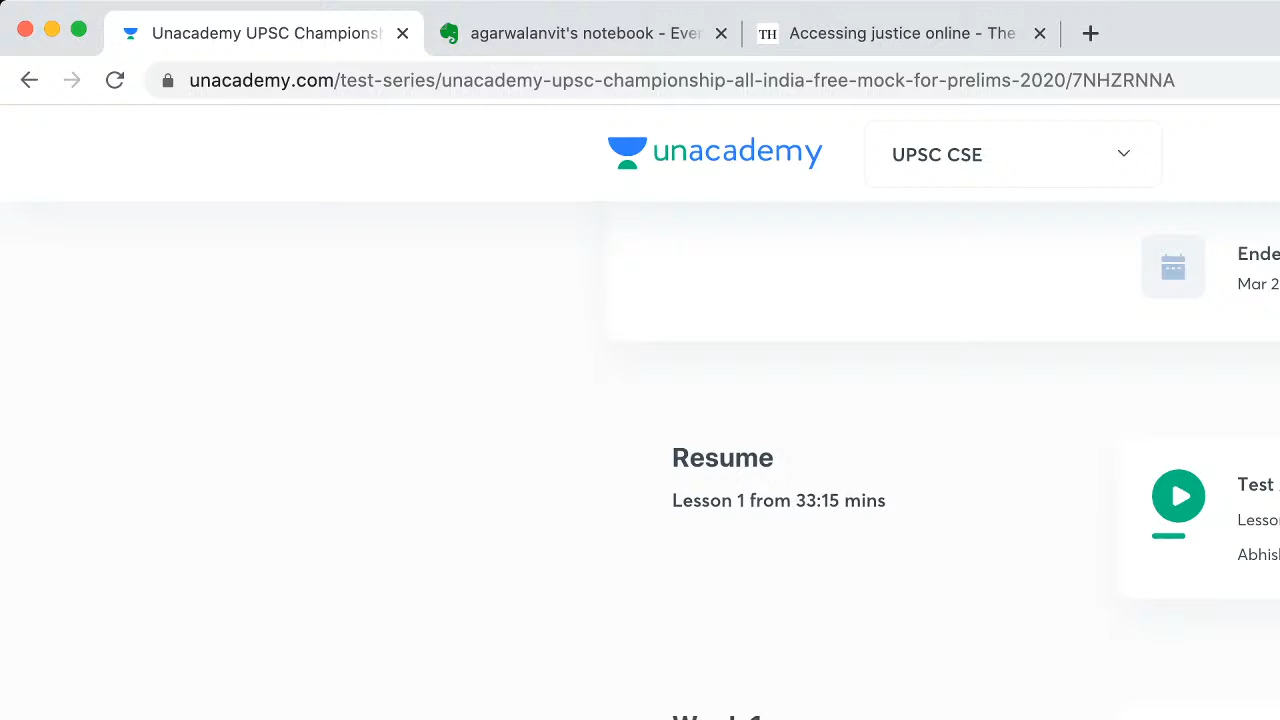 Unacademy UPSC Champions
agarwalanvit's notebook - Ever
TH Accessing justice online - The
unacademy.com/test-series/unacademy-upsc-championship-all-india-free-mock-for-prelims-2020/7NHZRNNA
unacademy
UPSC CSE
Ende
Mar 2
Resume
Lesson 1 from 33:15 mins
Test
Lesso
Abhis